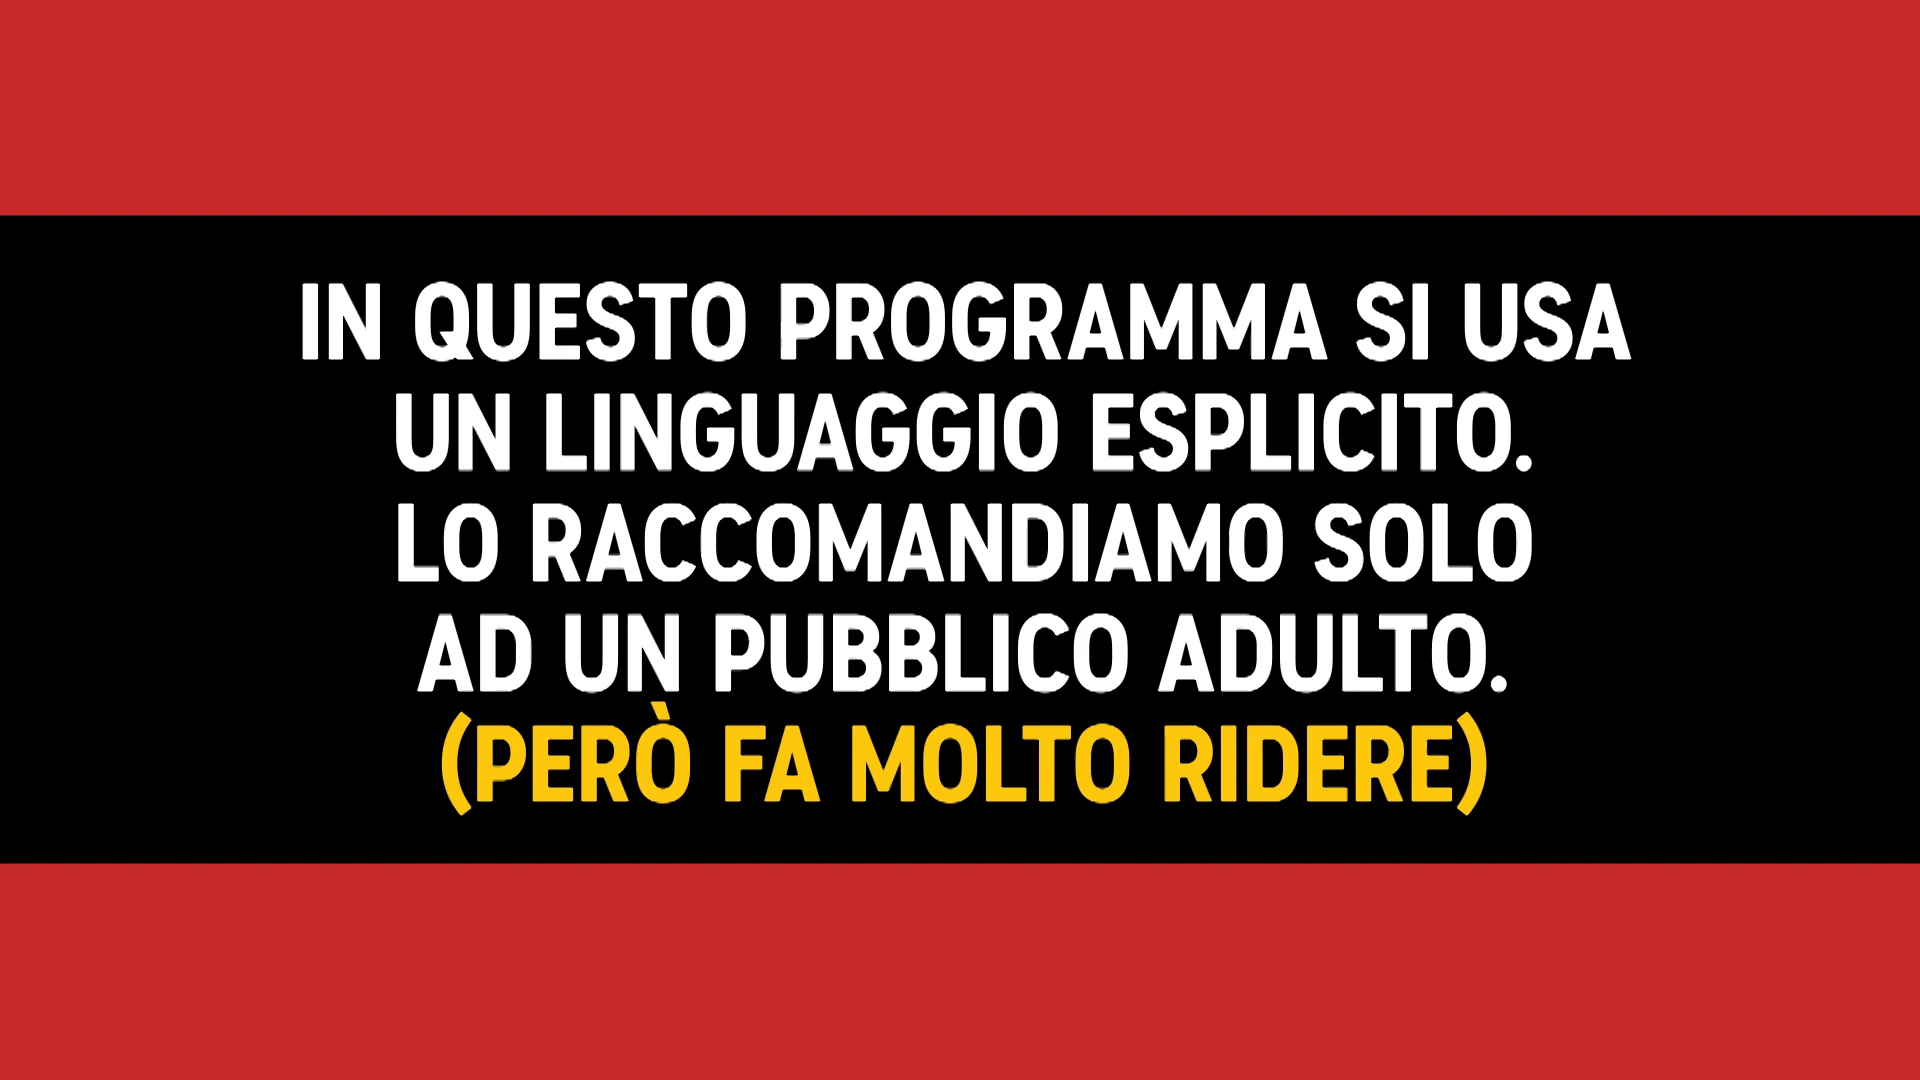 IN QUESTO PROGRAMMA SI USA
UN LINGUAGGIO ESPLICITO.
LO RACCOMANDIAMO SOLO
AD UN PUBBLICO ADULTO.
(PERÒ FA MOLTO RIDERE)